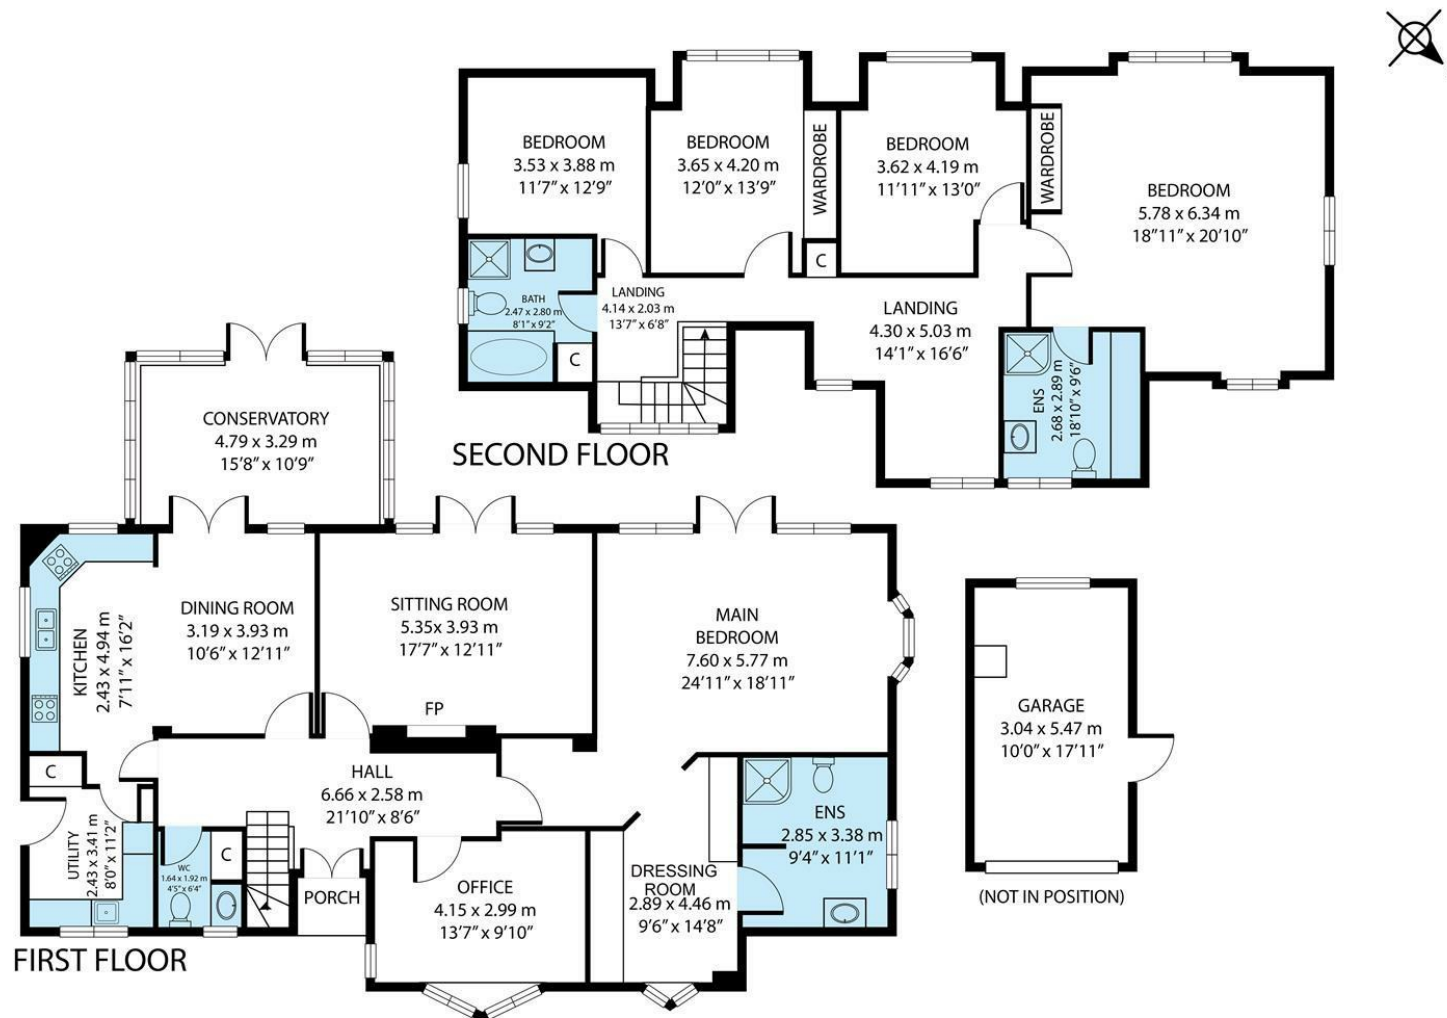 BEDROOM
3.53 x 3.88 m
11'7" x 12'9"
BEDROOM
3.65 x 4.20 m
12'0" x 13'9"
WARDROBE
C
BEDROOM
3.62 x 4.19 m
11'11" x 13'0"
WARDROBE
BEDROOM
5.78 x 6.34 m
18"11" x 20'10"
BATH
2.47 x 2.80 m
8'1" x 9'2"
C
LANDING
4.14 x 2.03 m
13'7" x 6'8"
LANDING
4.30 x 5.03 m
14'1" x 16'6"
ENS
2.68 x 2.89 m
18'10" x 9'6"
SECOND FLOOR
CONSERVATORY
4.79 x 3.29 m
15'8" x 10'9"
KITCHEN
2.43 x 4.94 m
7'11" x 16'2"
DINING ROOM
3.19 x 3.93 m
10'6" x 12'11"
SITTING ROOM
5.35x 3.93 m
17'7" x 12'11"
FP
MAIN
BEDROOM
7.60 x 5.77 m
24'11" x 18'11"
C
HALL
6.66 x 2.58 m
21'10" x 8'6"
UTILITY
2.43 x 3.41 m
8'0" x 11'2"
WC
1.64 x 1.92 m
4'5" x 6'4"
C
PORCH
OFFICE
4.15 x 2.99 m
13'7" x 9'10"
DRESSING
ROOM
2.89 x 4.46 m
9'6" x 14'8"
ENS
2.85 x 3.38 m
9'4" x 11'1"
FIRST FLOOR
GARAGE
3.04 x 5.47 m
10'0" x 17'11"
(NOT IN POSITION)